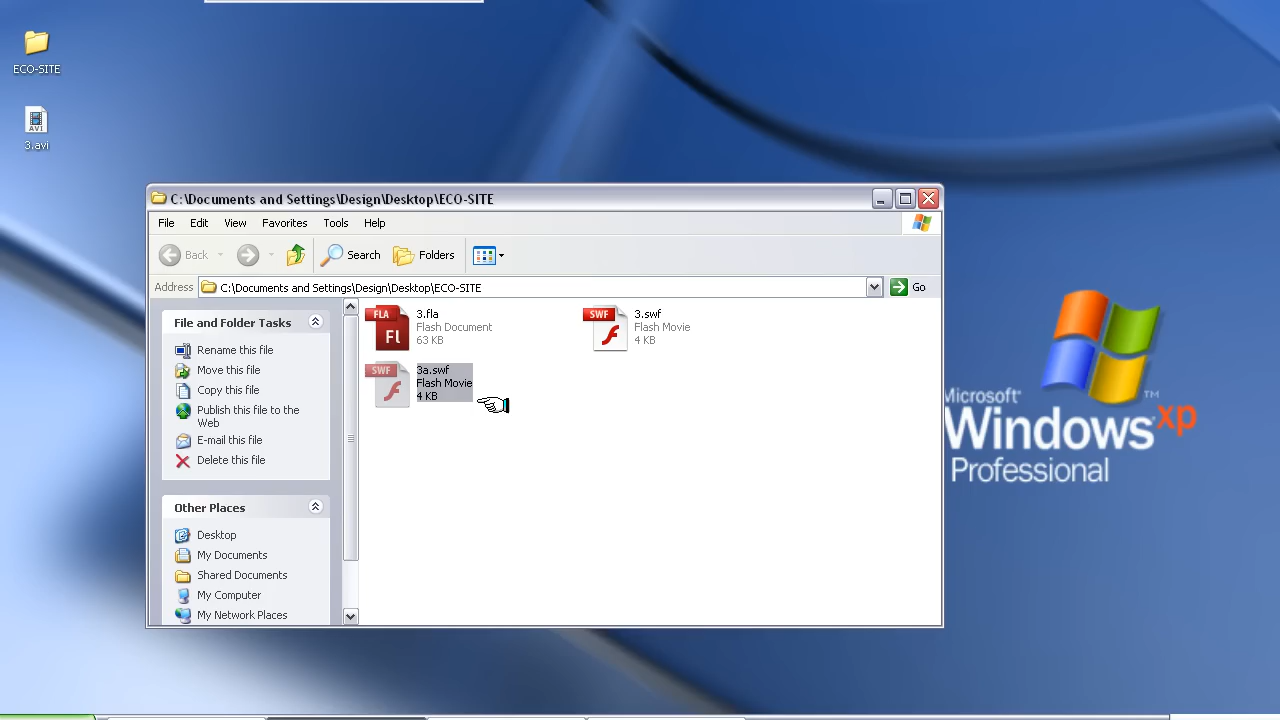 ECO-SITE
AVI
3.avi
C:\Documents and Settings\Design\Desktop\ECO-SITE
File Edit View Favorites Tools Help
Back Search Folders
Address C:\Documents and Settings\Design\Desktop\ECO-SITE Go
File and Folder Tasks
Rename this file
Move this file
Copy this file
Publish this file to the
Web
E-mail this file
Delete this file
Other Places
Desktop
My Documents
Shared Documents
My Computer
My Network Places
FLA
Fl
3.fla
Flash Document
63 KB
SWF
3.swf
Flash Movie
4 KB
SWF
3a.swf
Flash Movie
4 KB
Microsoft®
Windows xp
TM
Professional